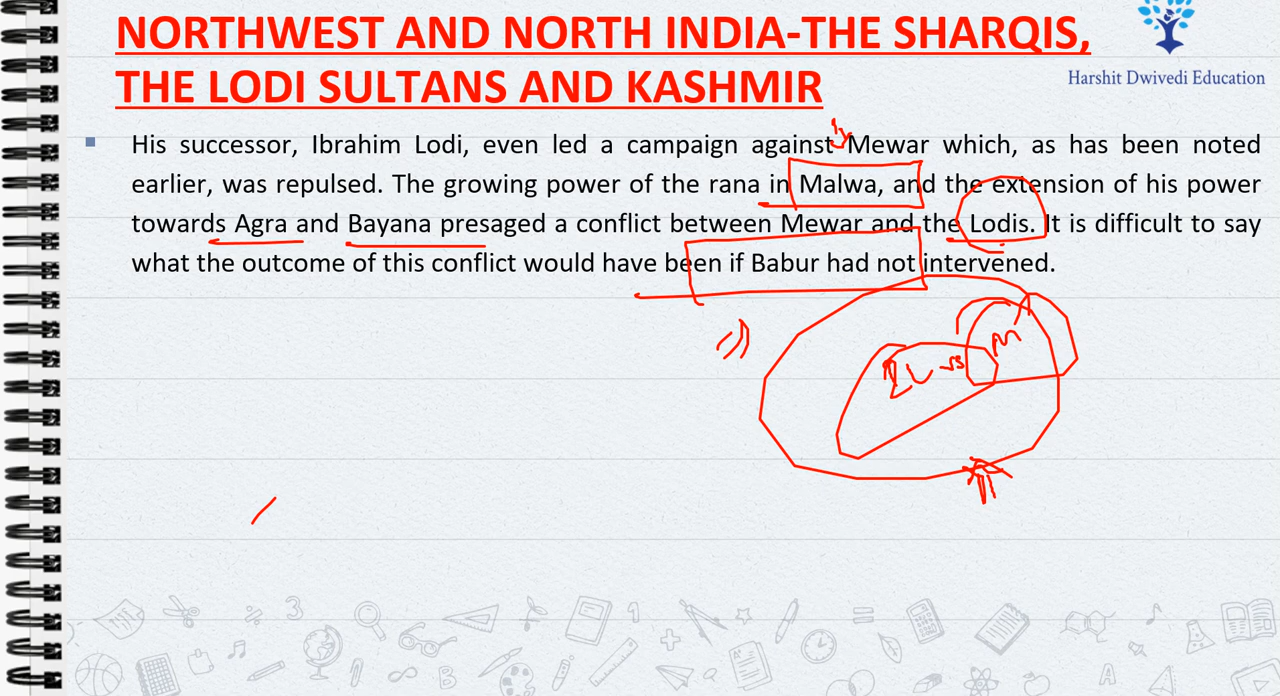 NORTHWEST AND NORTH INDIA-THE SHARQIS,
THE LODI SULTANS AND KASHMIR
Harshit Dwivedi Education
His successor, Ibrahim Lodi, even led a campaign against Mewar which, as has been noted
earlier, was repulsed. The growing power of the rana in Malwa, and the extension of his power
towards Agra and Bayana presaged a conflict between Mewar and the Lodis. It is difficult to say
what the outcome of this conflict would have been if Babur had not intervened.
M